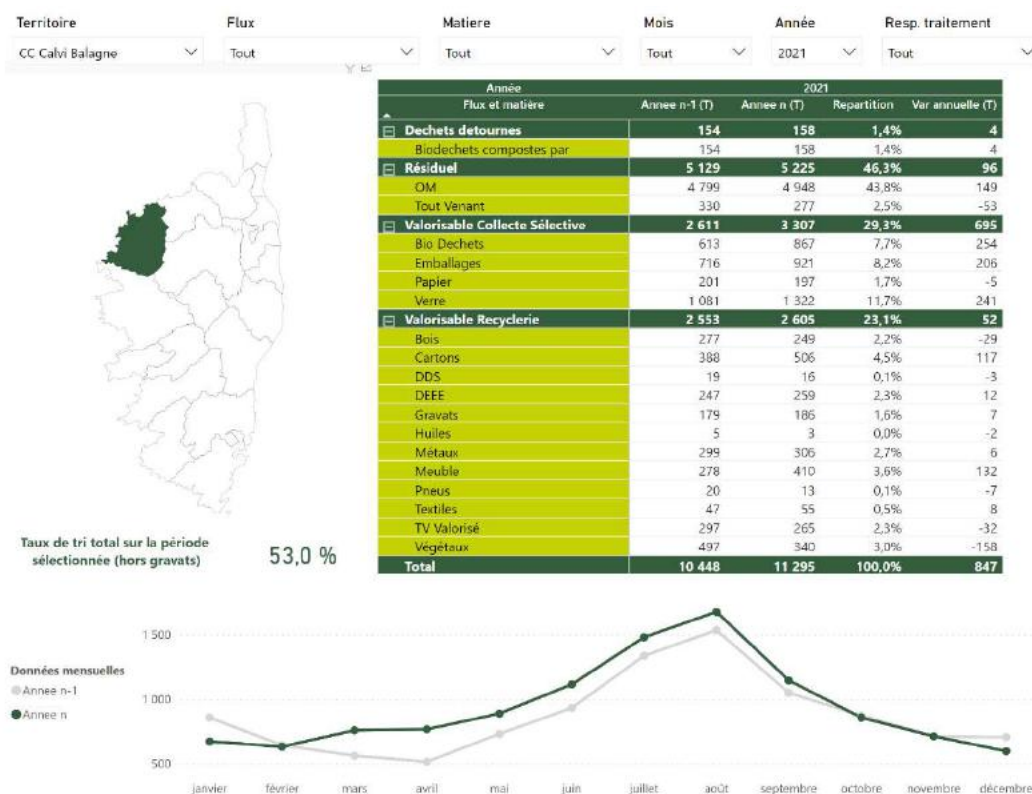 Territoire Flux Matiere Mois Année Resp. traitement
CC Calvi Balagne Tout Tout Tout 2021 Tout
Année 2021
Flux et matière Annee n-1 (T) Annee n (T) Repartition Var annuelle (T)
Dechets detournes 154 158 1,4% 4
Biodechets compostes par 154 158 1,4% 4
Résiduel 5 129 5 225 46,3% 96
OM 4 799 4 948 43,8% 149
Tout Venant 330 277 2,5% -53
Valorisable Collecte Sélective 2 611 3 307 29,3% 695
Bio Dechets 613 867 7,7% 254
Emballages 716 921 8,2% 206
Papier 201 197 1,7% -5
Verre 1 081 1 322 11,7% 241
Valorisable Recyclerie 2 553 2 605 23,1% 52
Bois 277 249 2,2% -29
Cartons 388 506 4,5% 117
DDS 19 16 0,1% -3
DEEE 247 259 2,3% 12
Gravats 179 186 1,6% 7
Huiles 5 3 0,0% -2
Métaux 299 306 2,7% 6
Meuble 278 410 3,6% 132
Pneus 20 13 0,1% -7
Textiles 47 55 0,5% 8
TV Valorisé 297 265 2,3% -32
Végétaux 497 340 3,0% -158
Total 10 448 11 295 100,0% 847
Taux de tri total sur la période
sélectionnée (hors gravats)
53,0 %
Données mensuelles
Annee n-1
Annee n
1 500
1 000
500
janvier février mars avril mai juin juillet août septembre octobre novembre décembre